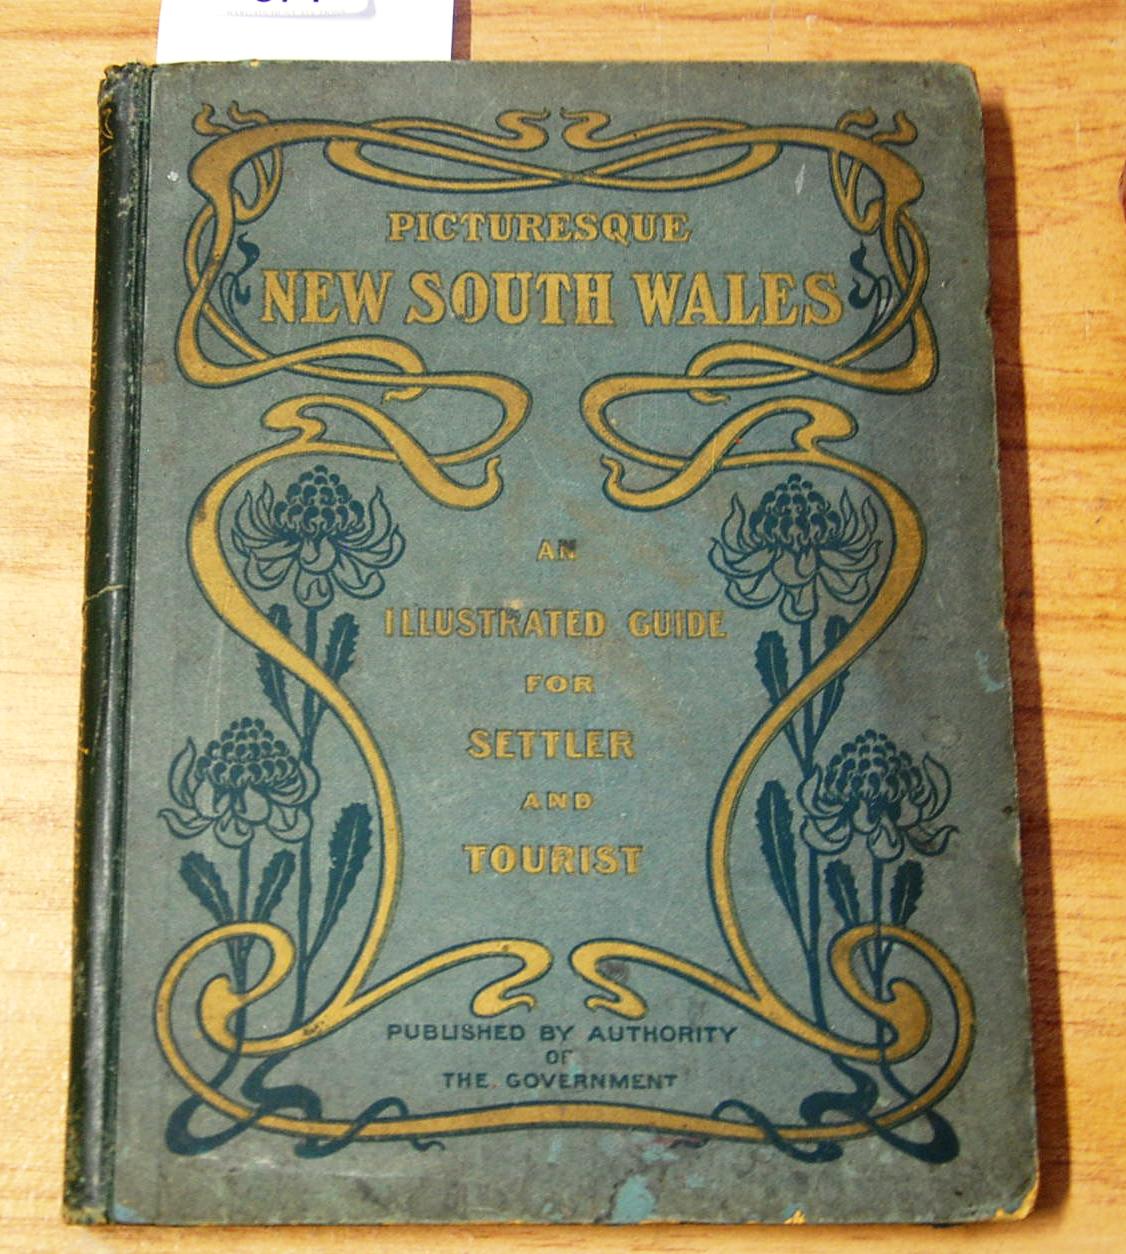 PICTURESQUE
NEW SOUTH WALES
AN
ILLUSTRATED GUIDE
FOR
SETTLER
AND
TOURIST
PUBLISHED BY AUTHORITY
OF
THE GOVERNMENT